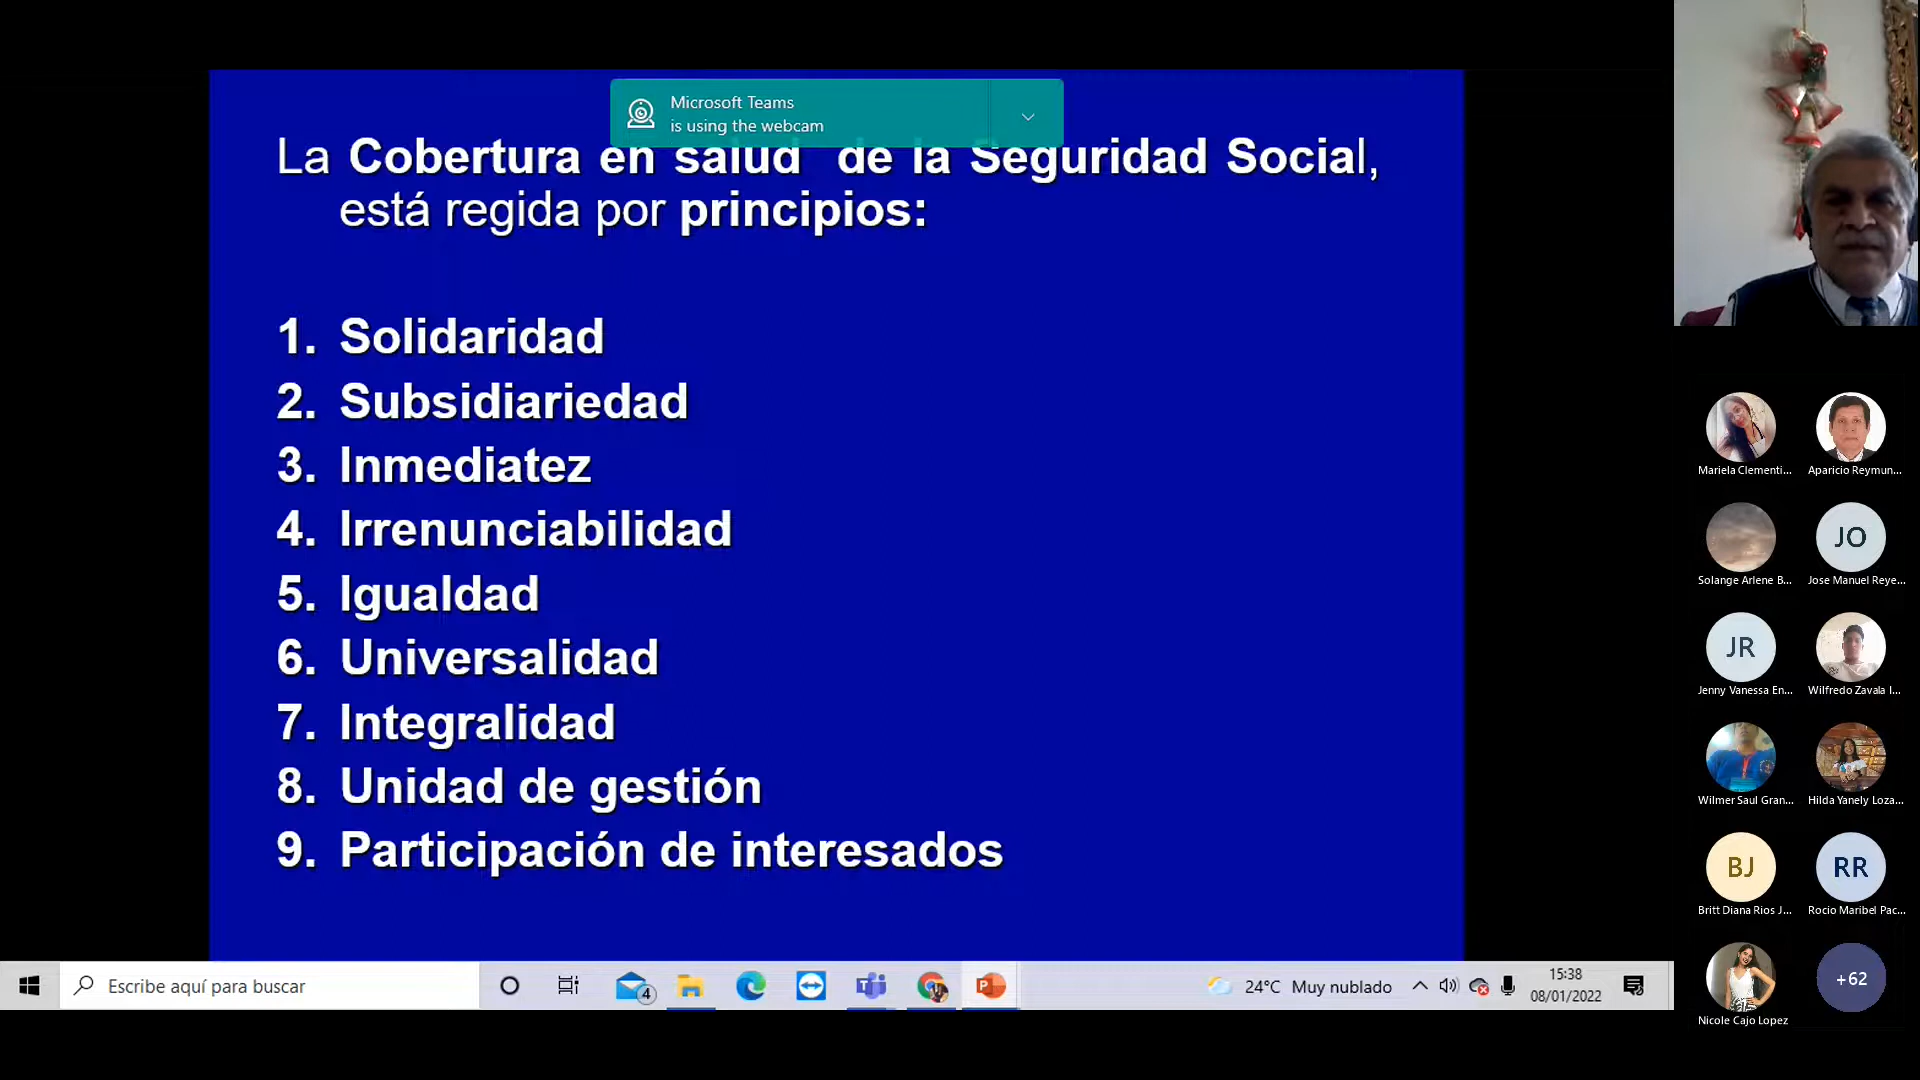 Microsoft Teams
is using the webcam
La Cobertura en salud de la Seguridad Social,
está regida por principios:
1. Solidaridad
2. Subsidiariedad
3. Inmediatez
4. Irrenunciabilidad
5. Igualdad
6. Universalidad
7. Integralidad
8. Unidad de gestión
9. Participación de interesados
Mariela Clementi...
Aparicio Reymun...
JO
Solange Arlene B...
Jose Manuel Reye...
JR
Jenny Vanessa En...
Wilfredo Zavala I...
Wilmer Saul Gran...
Hilda Yanely Loza...
BJ
RR
Britt Diana Rios J...
Rocio Maribel Pac...
+62
Nicole Cajo Lopez
Escribe aquí para buscar
4
24°C Muy nublado
15:38
08/01/2022